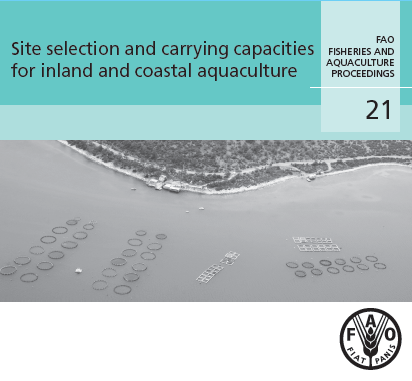 Site selection and carrying capacities
for inland and coastal aquaculture
FAO
FISHERIES AND
AQUACULTURE
PROCEEDINGS
21
F A O
FIAT PANIS